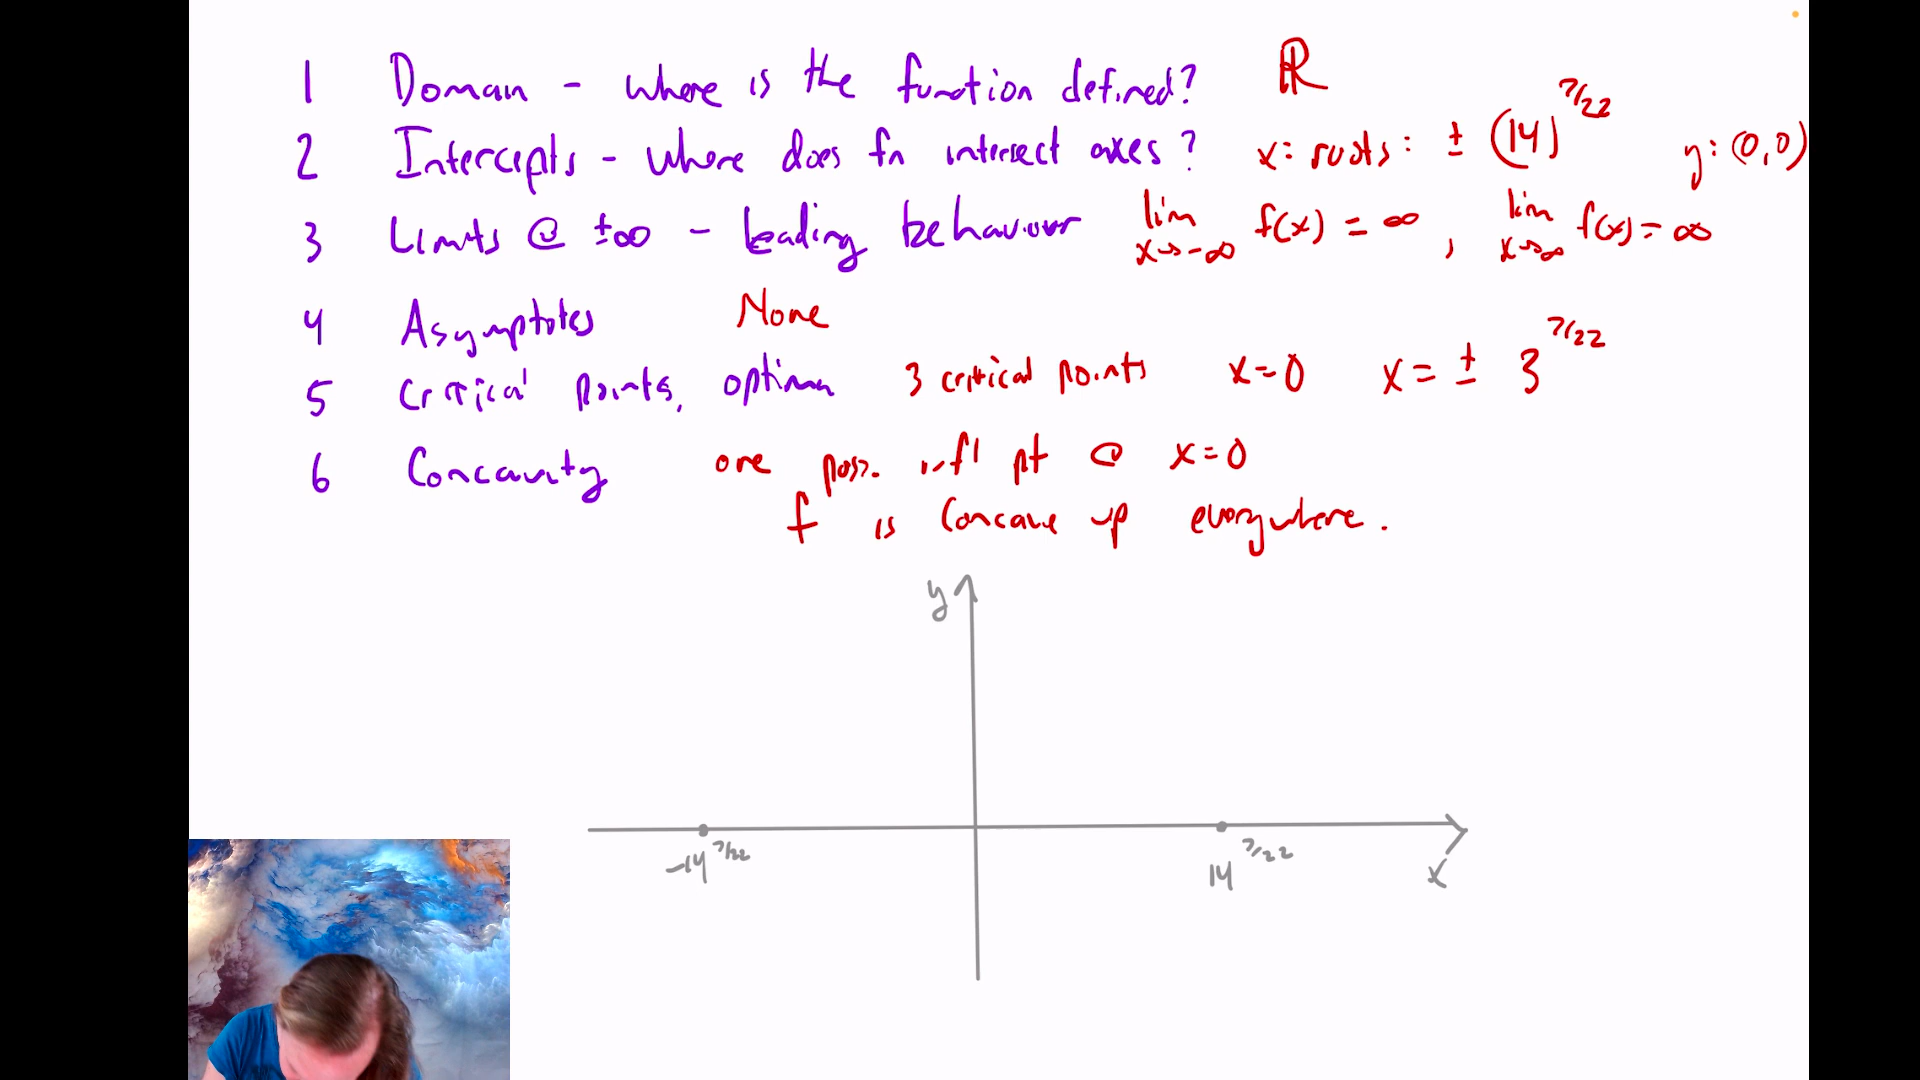 1 Domain - where is the function defined? ℝ
2 Intercepts - where does fn intersect axes? x: roots: ± (14)^7/22 y: (0,0)
3 Limits @ ±∞ - leading behaviour lim x→-∞ f(x) = ∞, lim x→∞ f(x) = ∞
4 Asymptotes None
5 Critical points, optima 3 critical points x=0 x = ± 3^7/22
6 Concavity one poss. infl pt @ x=0
f is concave up everywhere.
y
-14^7/22 14^7/22 x